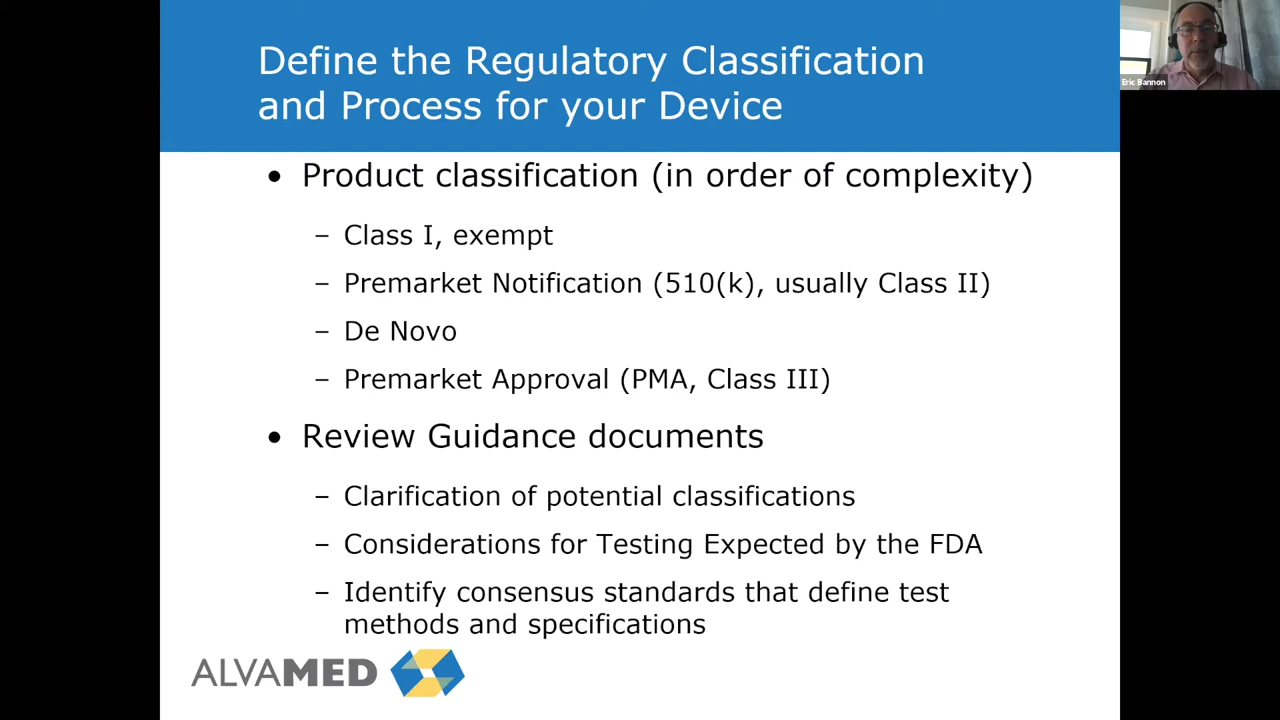 Define the Regulatory Classification
and Process for your Device
Eric Bannon
• Product classification (in order of complexity)
– Class I, exempt
– Premarket Notification (510(k), usually Class II)
– De Novo
– Premarket Approval (PMA, Class III)
• Review Guidance documents
– Clarification of potential classifications
– Considerations for Testing Expected by the FDA
– Identify consensus standards that define test
methods and specifications
ALVAMED